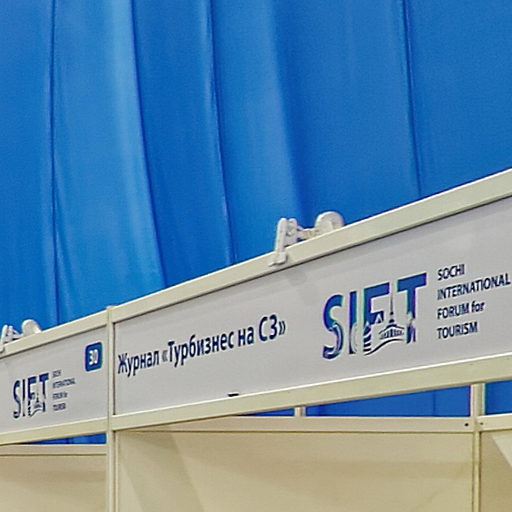 SIFT
SOCHI
INTERNATIONAL
FORUM for
TOURISM
30
Журнал «Турбизнес на СЗ»
SIFT
SOCHI
INTERNATIONAL
FORUM for
TOURISM